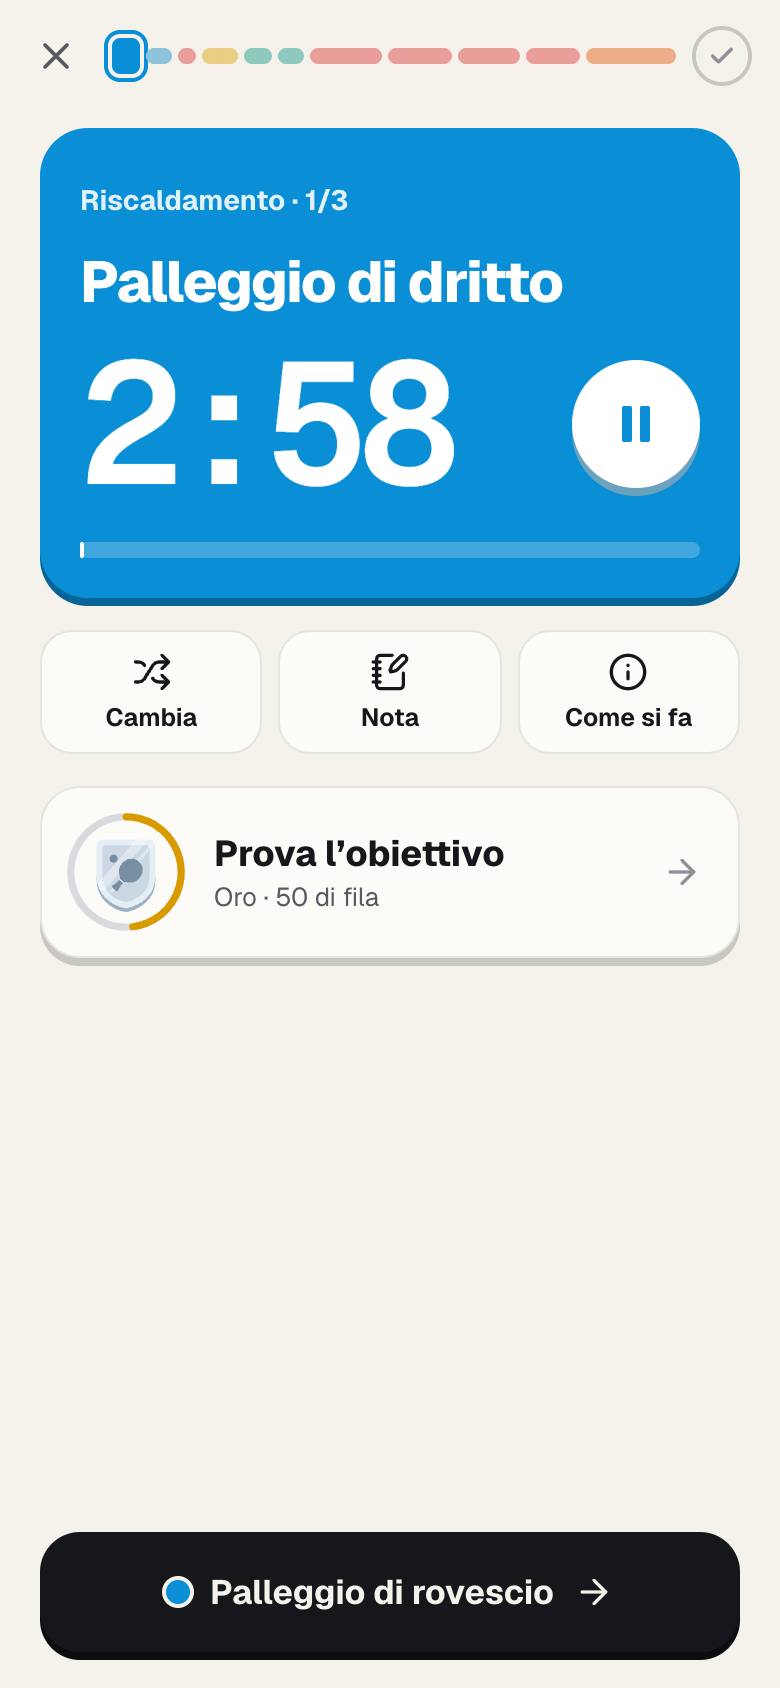 Riscaldamento · 1/3
Palleggio di dritto
2:58
Cambia
Nota
Come si fa
Prova l’obiettivo
Oro · 50 di fila
Palleggio di rovescio